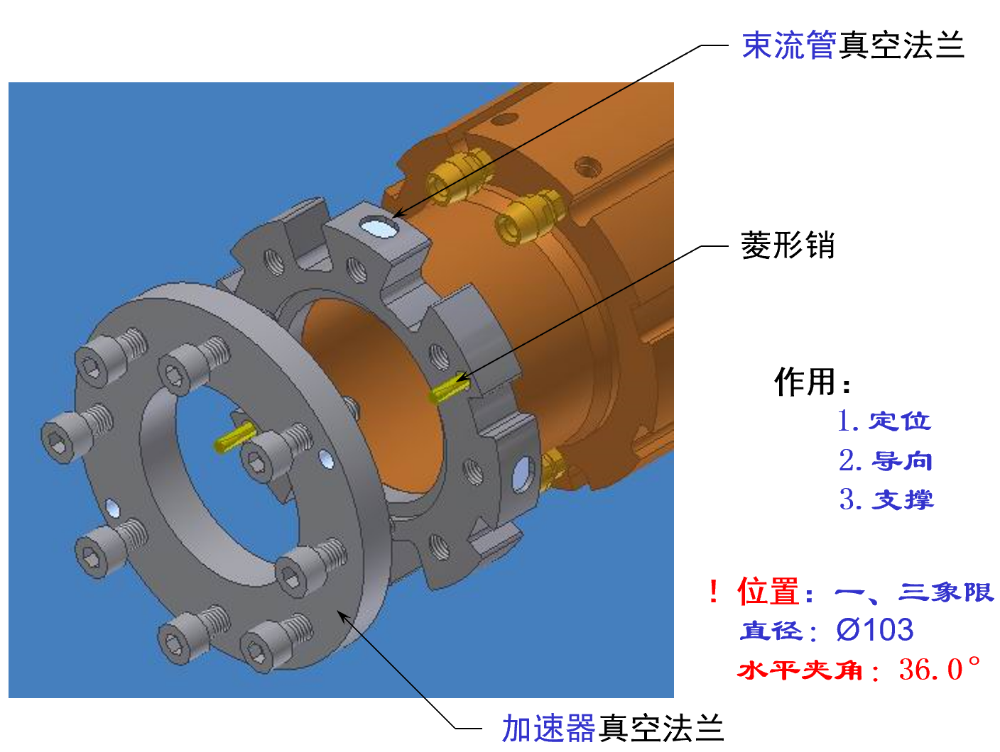 束流管真空法兰
菱形销
作用：
1. 定位
2. 导向
3. 支撑
！位置：一、三象限
直径：Ø103
水平夹角：36.0°
加速器真空法兰